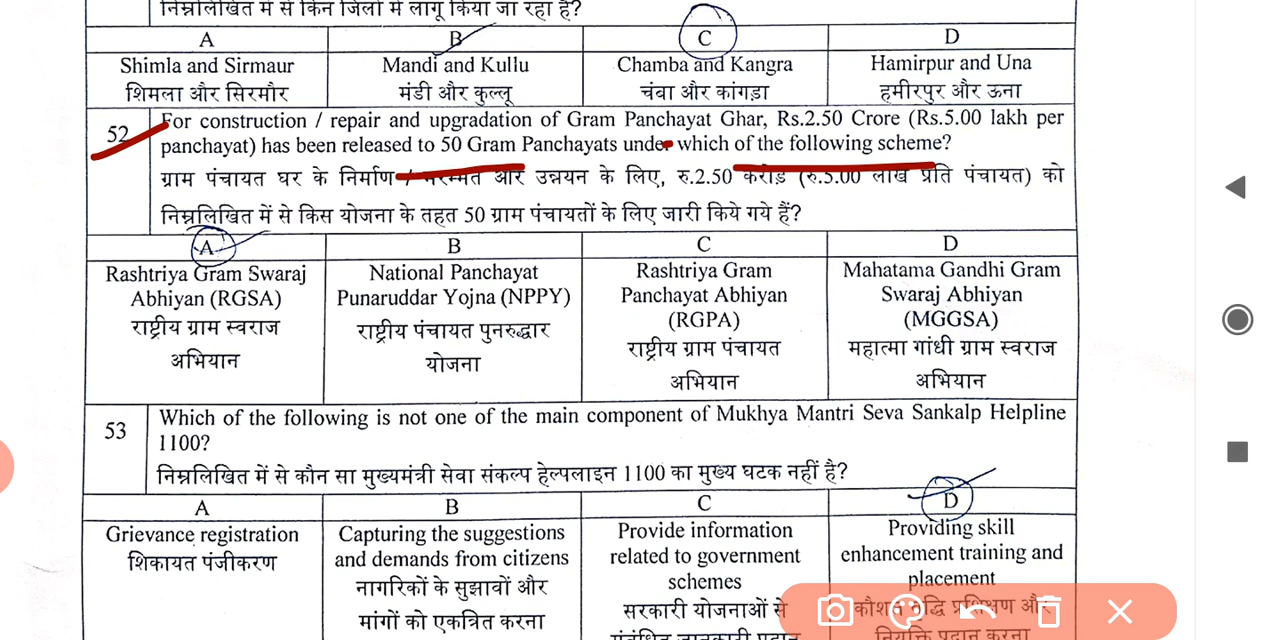 निम्नलिखित में से किन जिलों में लागू किया जा रहा है?
A B C D
Shimla and Sirmaur Mandi and Kullu Chamba and Kangra Hamirpur and Una
शिमला और सिरमौर मंडी और कुल्लू चंबा और कांगड़ा हमीरपुर और ऊना
52 For construction / repair and upgradation of Gram Panchayat Ghar, Rs.2.50 Crore (Rs.5.00 lakh per
panchayat) has been released to 50 Gram Panchayats under which of the following scheme?
ग्राम पंचायत घर के निर्माण / मरम्मत और उन्नयन के लिए, रु.2.50 करोड़ (रु.5.00 लाख प्रति पंचायत) को
निम्नलिखित में से किस योजना के तहत 50 ग्राम पंचायतों के लिए जारी किये गये हैं?
A B C D
Rashtriya Gram Swaraj National Panchayat Rashtriya Gram Mahatama Gandhi Gram
Abhiyan (RGSA) Punaruddar Yojna (NPPY) Panchayat Abhiyan Swaraj Abhiyan
राष्ट्रीय ग्राम स्वराज राष्ट्रीय पंचायत पुनरुद्धार (RGPA) (MGGSA)
अभियान योजना राष्ट्रीय ग्राम पंचायत महात्मा गांधी ग्राम स्वराज
अभियान अभियान
53 Which of the following is not one of the main component of Mukhya Mantri Seva Sankalp Helpline
1100?
निम्नलिखित में से कौन सा मुख्यमंत्री सेवा संकल्प हेल्पलाइन 1100 का मुख्य घटक नहीं है?
A B C D
Grievance registration Capturing the suggestions Provide information Providing skill
शिकायत पंजीकरण and demands from citizens related to government enhancement training and
नागरिकों के सुझावों और schemes placement
मांगों को एकत्रित करना सरकारी योजनाओं से कौशल वृद्धि प्रशिक्षण और